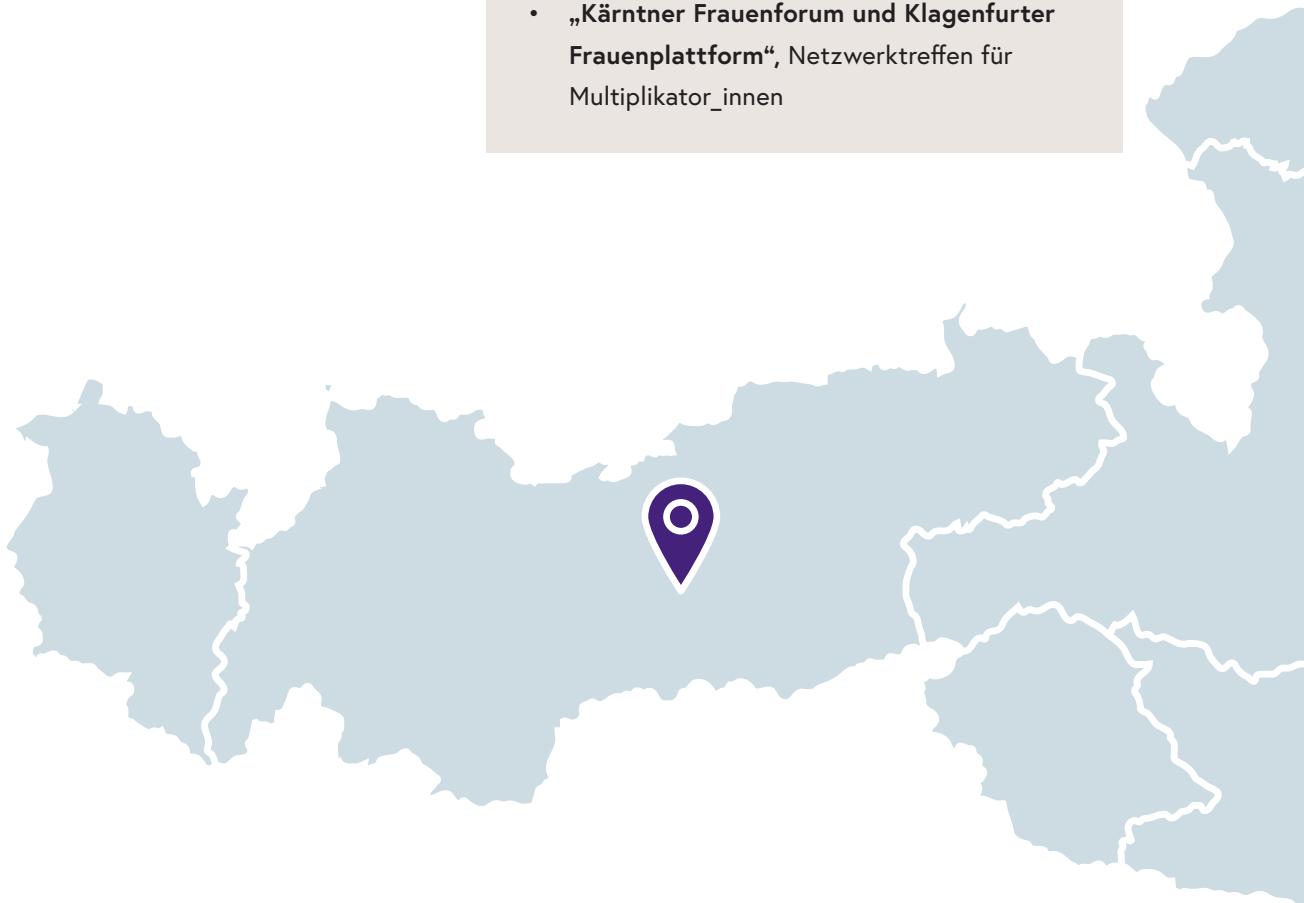 • „Kärntner Frauenforum und Klagenfurter
Frauenplattform“, Netzwerktreffen für
Multiplikator_innen